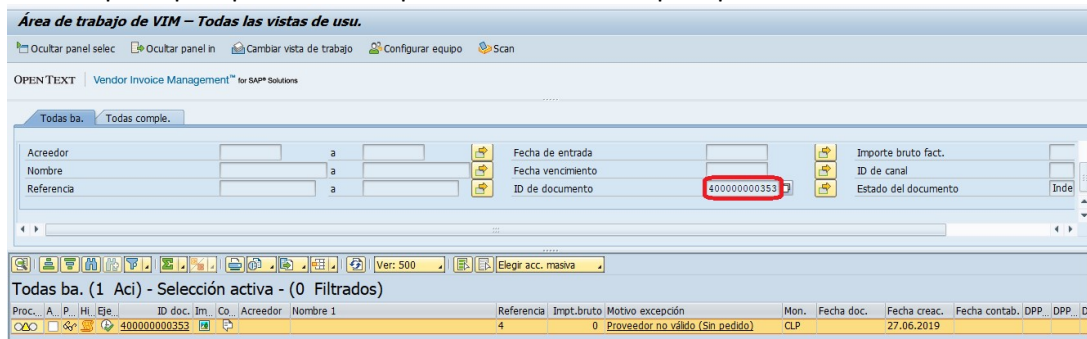 Área de trabajo de VIM – Todas las vistas de usu.
Ocultar panel selec Ocultar panel in Cambiar vista de trabajo Configurar equipo Scan
OPENTEXT Vendor Invoice Management™ for SAP® Solutions
Todas ba. Todas comple.
Acreedor a Fecha de entrada Importe bruto fact.
Nombre a Fecha vencimiento ID de canal
Referencia a ID de documento 400000000353 Estado del documento Inde
Ver: 500 Elegir acc. masiva
Todas ba. (1 Aci) - Selección activa - (0 Filtrados)
Proc... A... P... Hi... Eje... ID doc. Im... Co... Acreedor Nombre 1 Referencia Impt.bruto Motivo excepción Mon. Fecha doc. Fecha creac. Fecha contab. DPP... DPP... D
400000000353 4 0 Proveedor no válido (Sin pedido) CLP 27.06.2019